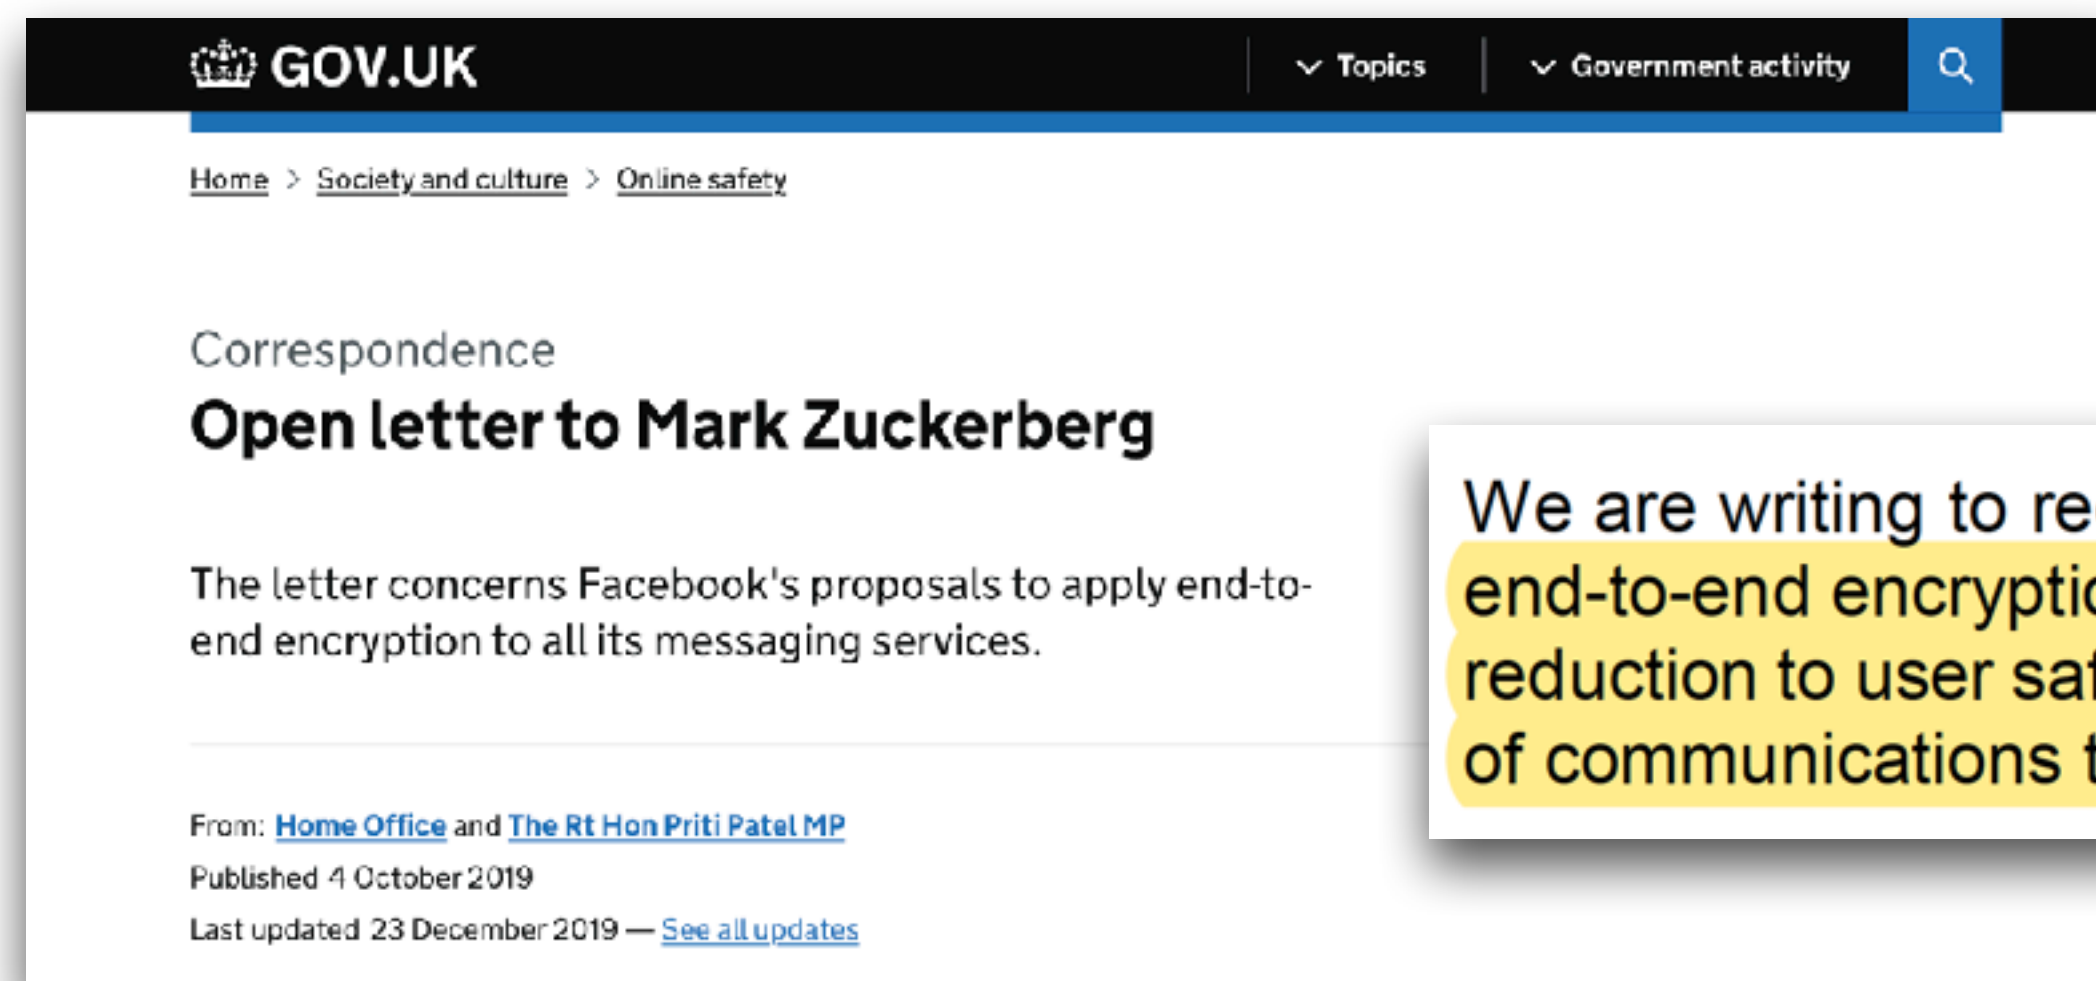 GOV.UK
Topics
Government activity
Home > Society and culture > Online safety
Correspondence
Open letter to Mark Zuckerberg
The letter concerns Facebook's proposals to apply end-to-
end encryption to all its messaging services.
From: Home Office and The Rt Hon Priti Patel MP
Published 4 October 2019
Last updated 23 December 2019 — See all updates
We are writing to
end-to-end
reduction to user
of communications